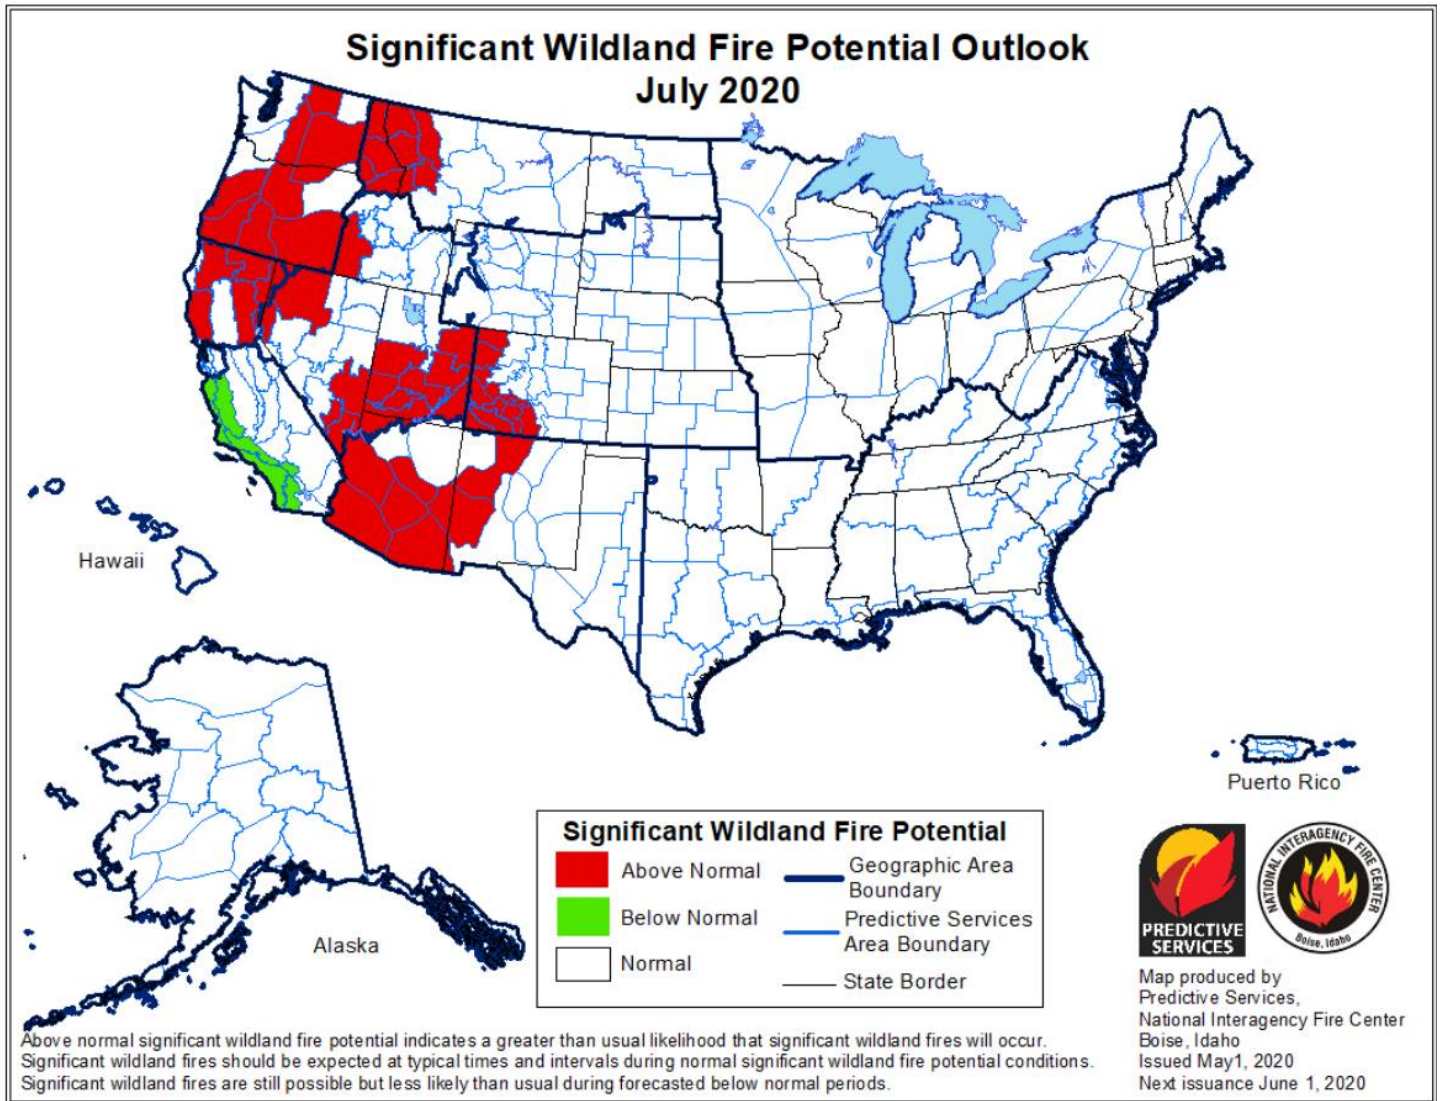 Significant Wildland Fire Potential Outlook
July 2020
Hawaii
Alaska
Puerto Rico
Significant Wildland Fire Potential
Above Normal
Below Normal
Normal
Geographic Area
Boundary
Predictive Services
Area Boundary
State Border
PREDICTIVE
SERVICES
NATIONAL INTERAGENCY FIRE CENTER
Boise, Idaho
Map produced by
Predictive Services,
National Interagency Fire Center
Boise, Idaho
Issued May1, 2020
Next issuance June 1, 2020
Above normal significant wildland fire potential indicates a greater than usual likelihood that significant wildland fires will occur.
Significant wildland fires should be expected at typical times and intervals during normal significant wildland fire potential conditions.
Significant wildland fires are still possible but less likely than usual during forecasted below normal periods.